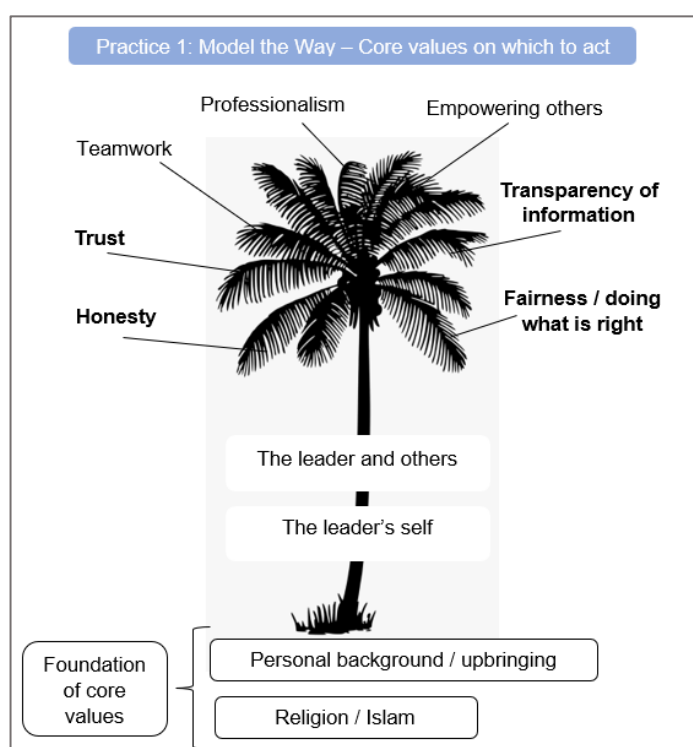 Practice 1: Model the Way – Core values on which to act
Professionalism
Empowering others
Teamwork
Transparency of
information
Trust
Honesty
Fairness / doing
what is right
The leader and others
The leader’s self
Foundation
of core
values
Personal background / upbringing
Religion / Islam